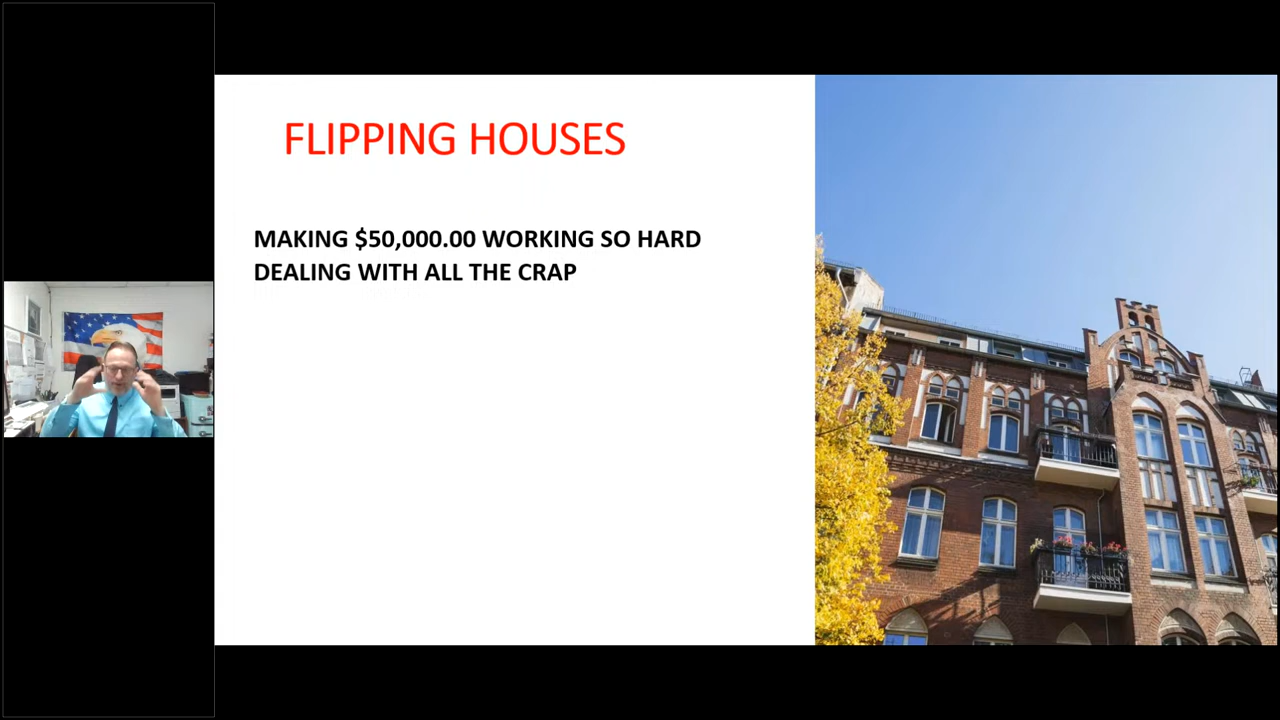 FLIPPING HOUSES
MAKING $50,000.00 WORKING SO HARD
DEALING WITH ALL THE CRAP